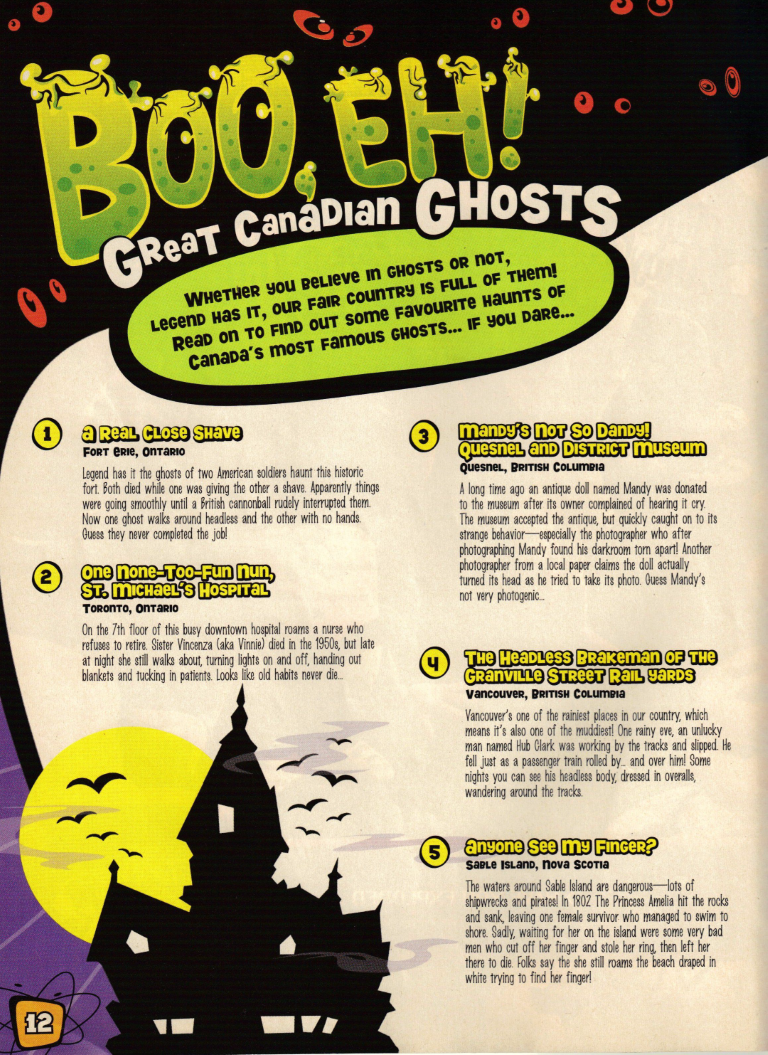 BOO, EH!
GREAT CANADIAN GHOSTS
WHETHER YOU BELIEVE IN GHOSTS OR NOT,
LEGEND HAS IT, OUR FAIR COUNTRY IS FULL OF THEM!
READ ON TO FIND OUT SOME FAVOURITE HAUNTS OF
CANADA'S MOST FAMOUS GHOSTS... IF YOU DARE...
1
A Real Close Shave
Fort Erie, Ontario
Legend has it the ghosts of two American soldiers haunt this historic
fort. Both died while one was giving the other a shave. Apparently things
were going smoothly until a British cannonball rudely interrupted them.
Now one ghost walks around headless and the other with no hands.
Guess they never completed the job!
2
One None-Too-Fun Nun,
St. Michael's Hospital
Toronto, Ontario
On the 7th floor of this busy downtown hospital roams a nurse who
refuses to retire. Sister Vincenza (aka Vinnie) died in the 1950s, but late
at night she still walks about, turning lights on and off, handing out
blankets and tucking in patients. Looks like old habits never die...
3
Mandy's Not So Dandy!
Quesnel and District Museum
Quesnel, British Columbia
A long time ago an antique doll named Mandy was donated
to the museum after its owner complained of hearing it cry.
The museum accepted the antique, but quickly caught on to its
strange behavior—especially the photographer who after
photographing Mandy found his darkroom torn apart! Another
photographer from a local paper claims the doll actually
turned its head as he tried to take its photo. Guess Mandy's
not very photogenic...
4
The Headless Brakeman of the
Granville Street Rail Yards
Vancouver, British Columbia
Vancouver's one of the rainiest places in our country, which
means it's also one of the muddiest! One rainy eve, an unlucky
man named Hub Clark was working by the tracks and slipped. He
fell just as a passenger train rolled by... and over him! Some
nights you can see his headless body, dressed in overalls,
wandering around the tracks.
5
Anyone See My Finger?
Sable Island, Nova Scotia
The waters around Sable Island are dangerous—lots of
shipwrecks and pirates! In 1802 The Princess Amelia hit the rocks
and sank, leaving one female survivor who managed to swim to
shore. Sadly, waiting for her on the island were some very bad
men who cut off her finger and stole her ring, then left her
there to die. Folks say the she still roams the beach draped in
white trying to find her finger!
12